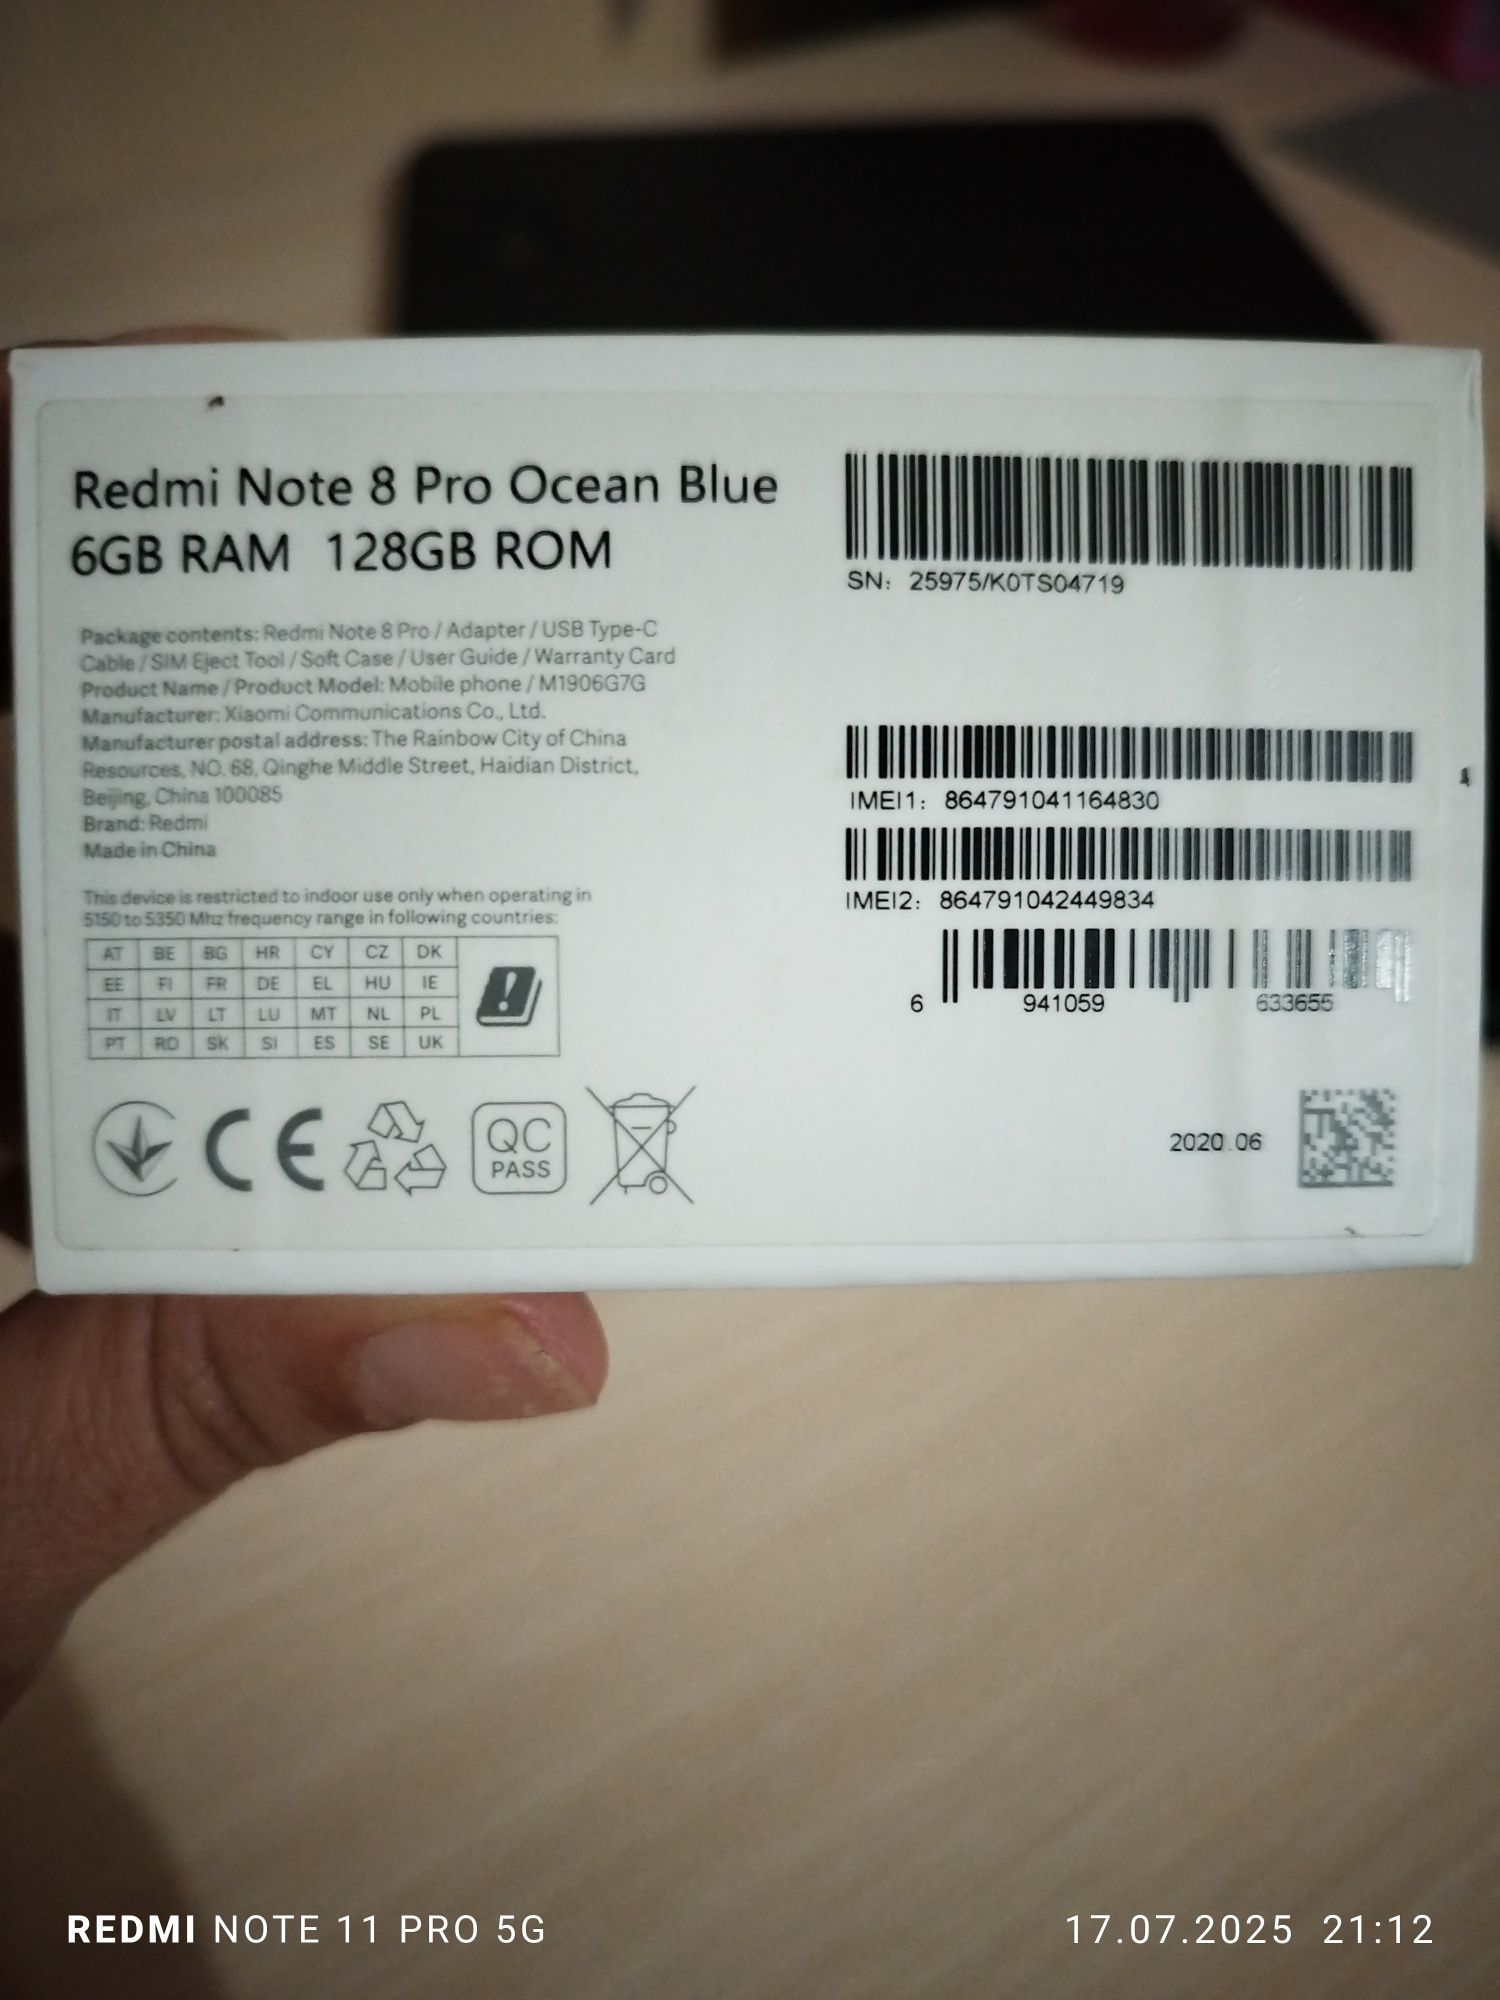 Redmi Note 8 Pro Ocean Blue
6GB RAM 128GB ROM
Package contents: Redmi Note 8 Pro / Adapter / USB Type-C
Cable / SIM Eject Tool / Soft Case / User Guide / Warranty Card
Product Name / Product Model: Mobile phone / M1906G7G
Manufacturer: Xiaomi Communications Co., Ltd.
Manufacturer postal address: The Rainbow City of China
Resources, NO. 68, Qinghe Middle Street, Haidian District,
Beijing, China 100085
Brand: Redmi
Made in China
This device is restricted to indoor use only when operating in
5150 to 5350 Mhz frequency range in following countries:
AT BE BG HR CY CZ DK
EE FI FR DE EL HU IE
IT LV LT LU MT NL PL
PT RO SK SI ES SE UK
CE
QC
PASS
SN: 25975/K0TS04719
IMEI1: 864791041164830
IMEI2: 864791042449834
6 941059 633655
2020.06
REDMI NOTE 11 PRO 5G
17.07.2025 21:12